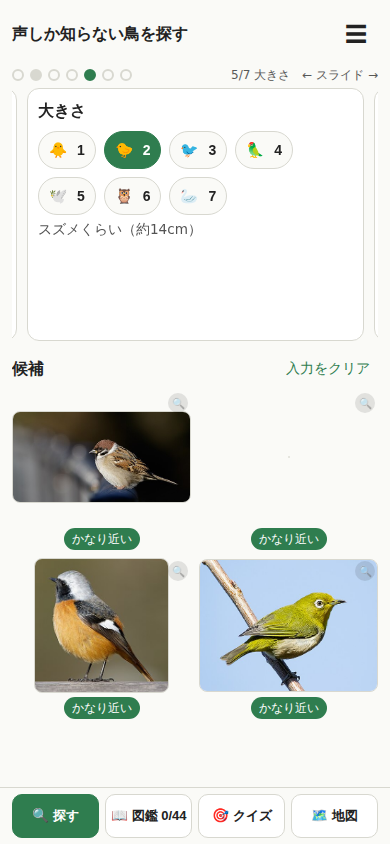 声しか知らない鳥を探す
5/7 大きさ ← スライド →
大きさ
1 2 3 4
5 6 7
スズメくらい（約14cm）
候補 入力をクリア
かなり近い かなり近い
かなり近い かなり近い
探す 図鑑 0/44 クイズ 地図